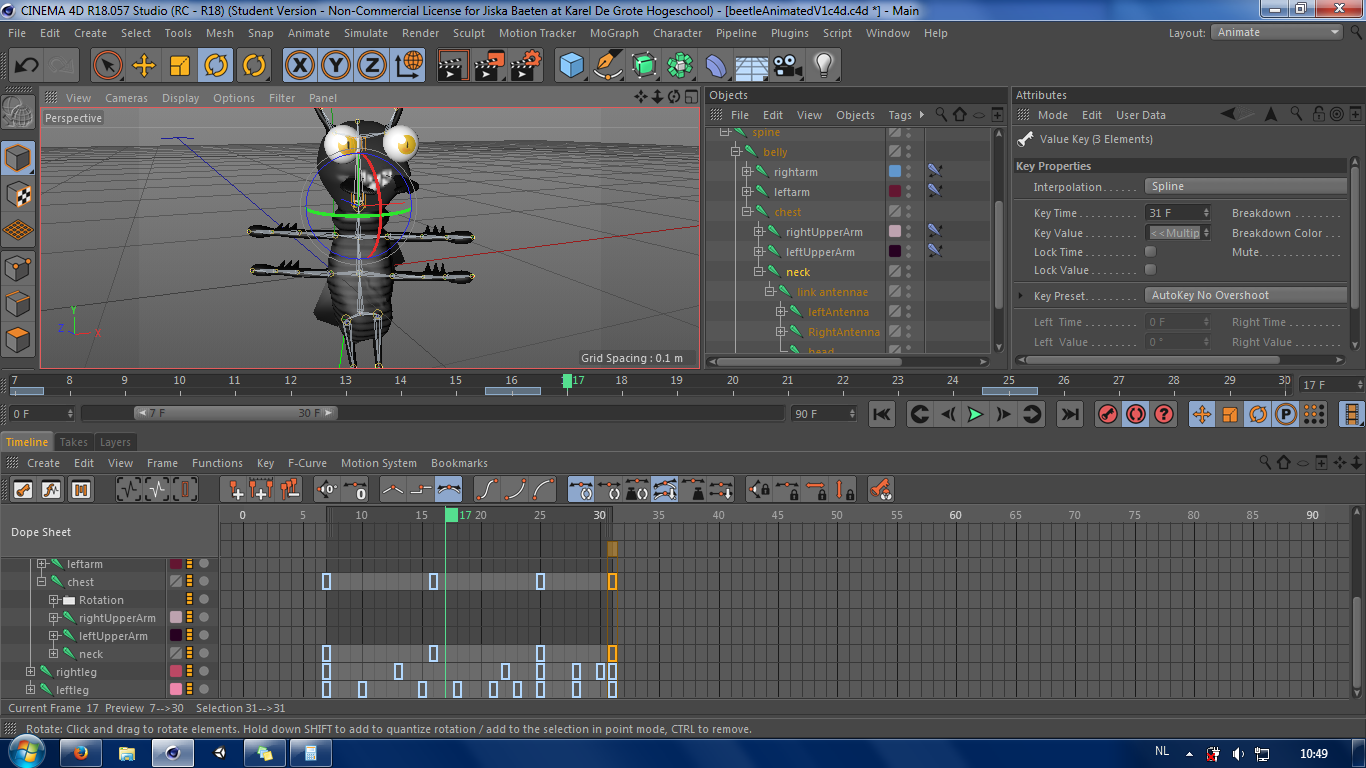 CINEMA 4D R18.057 Studio (RC - R18) (Student Version - Non-Commercial License for Jiska Baeten at Karel De Grote Hogeschool) - [beetleAnimatedV1c4d.c4d *] - Main
File Edit Create Select Tools Mesh Snap Animate Simulate Render Sculpt Motion Tracker MoGraph Character Pipeline Plugins Script Window Help Layout: Animate
X Y Z
View Cameras Display Options Filter Panel
Perspective
Y
Z X
Grid Spacing : 0.1 m
Objects
File Edit View Objects Tags
spine
belly
rightarm
leftarm
chest
rightUpperArm
leftUpperArm
neck
link antennae
leftAntenna
RightAntenna
head
Attributes
Mode Edit User Data
Value Key (3 Elements)
Key Properties
Interpolation Spline
Key Time 31 F Breakdown
Key Value <<Multip Breakdown Color
Lock Time Mute
Lock Value
Key Preset AutoKey No Overshoot
Left Time 0 F Right Time
Left Value 0 ° Right Value
7 8 9 10 11 12 13 14 15 16 17 18 20 21 22 23 24 25 26 27 28 29 30 17 F
0 F 7 F 30 F 90 F
P
Timeline Takes Layers
Create Edit View Frame Functions Key F-Curve Motion System Bookmarks
Dope Sheet
0 5 10 15 17 20 25 30 35 40 45 50 55 60 65 70 75 80 85 90
leftarm
chest
Rotation
rightUpperArm
leftUpperArm
neck
rightleg
leftleg
Current Frame 17 Preview 7-->30 Selection 31-->31
Rotate: Click and drag to rotate elements. Hold down SHIFT to add to quantize rotation / add to the selection in point mode, CTRL to remove.
NL 10:49